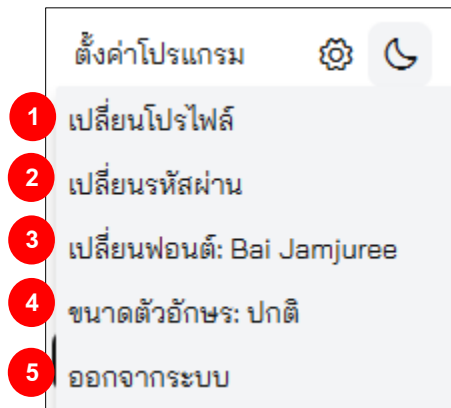 ตั้งค่าโปรแกรม
1 เปลี่ยนโปรไฟล์
2 เปลี่ยนรหัสผ่าน
3 เปลี่ยนฟอนต์: Bai Jamjuree
4 ขนาดตัวอักษร: ปกติ
5 ออกจากระบบ